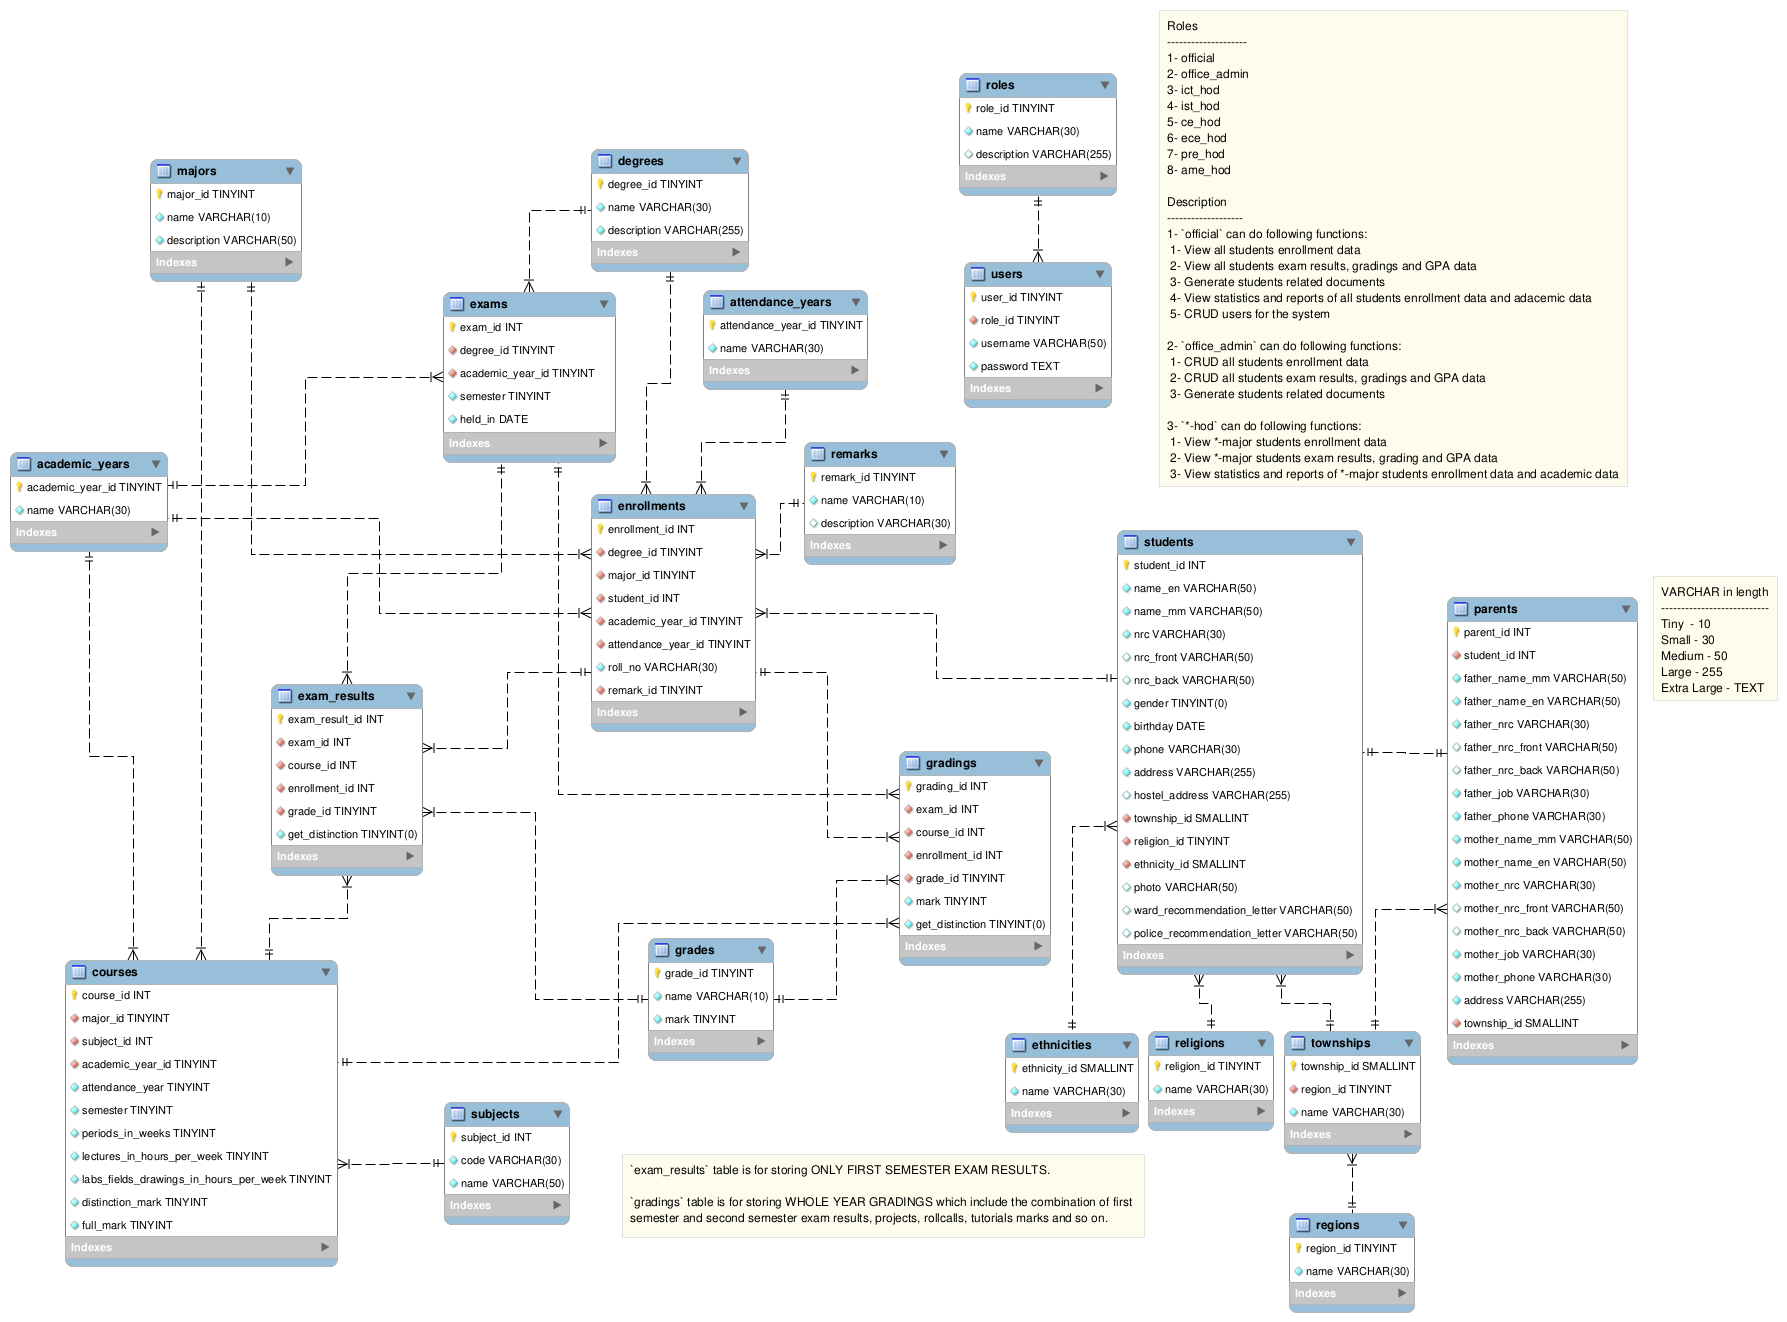 Roles
--------------------
1- official
2- office_admin
3- ict_hod
4- ist_hod
5- ce_hod
6- ece_hod
7- pre_hod
8- ame_hod
Description
-------------------
1- `official` can do following functions:
1- View all students enrollment data
2- View all students exam results, gradings and GPA data
3- Generate students related documents
4- View statistics and reports of all students enrollment data and adacemic data
5- CRUD users for the system
2- `office_admin` can do following functions:
1- CRUD all students enrollment data
2- CRUD all students exam results, gradings and GPA data
3- Generate students related documents
3- `*-hod` can do following functions:
1- View *-major students enrollment data
2- View *-major students exam results, grading and GPA data
3- View statistics and reports of *-major students enrollment data and academic data
roles
role_id TINYINT
name VARCHAR(30)
description VARCHAR(255)
Indexes
users
user_id TINYINT
role_id TINYINT
username VARCHAR(50)
password TEXT
Indexes
majors
major_id TINYINT
name VARCHAR(10)
description VARCHAR(50)
Indexes
degrees
degree_id TINYINT
name VARCHAR(30)
description VARCHAR(255)
Indexes
exams
exam_id INT
degree_id TINYINT
academic_year_id TINYINT
semester TINYINT
held_in DATE
Indexes
attendance_years
attendance_year_id TINYINT
name VARCHAR(30)
Indexes
academic_years
academic_year_id TINYINT
name VARCHAR(30)
Indexes
remarks
remark_id TINYINT
name VARCHAR(10)
description VARCHAR(30)
Indexes
enrollments
enrollment_id INT
degree_id TINYINT
major_id TINYINT
student_id INT
academic_year_id TINYINT
attendance_year_id TINYINT
roll_no VARCHAR(30)
remark_id TINYINT
Indexes
students
student_id INT
name_en VARCHAR(50)
name_mm VARCHAR(50)
nrc VARCHAR(30)
nrc_front VARCHAR(50)
nrc_back VARCHAR(50)
gender TINYINT(0)
birthday DATE
phone VARCHAR(30)
address VARCHAR(255)
hostel_address VARCHAR(255)
township_id SMALLINT
religion_id TINYINT
ethnicity_id SMALLINT
photo VARCHAR(50)
ward_recommendation_letter VARCHAR(50)
police_recommendation_letter VARCHAR(50)
Indexes
parents
parent_id INT
student_id INT
father_name_mm VARCHAR(50)
father_name_en VARCHAR(50)
father_nrc VARCHAR(30)
father_nrc_front VARCHAR(50)
father_nrc_back VARCHAR(50)
father_job VARCHAR(30)
father_phone VARCHAR(30)
mother_name_mm VARCHAR(50)
mother_name_en VARCHAR(50)
mother_nrc VARCHAR(30)
mother_nrc_front VARCHAR(50)
mother_nrc_back VARCHAR(50)
mother_job VARCHAR(30)
mother_phone VARCHAR(30)
address VARCHAR(255)
township_id SMALLINT
Indexes
VARCHAR in length
---------------------------
Tiny - 10
Small - 30
Medium - 50
Large - 255
Extra Large - TEXT
exam_results
exam_result_id INT
exam_id INT
course_id INT
enrollment_id INT
grade_id TINYINT
get_distinction TINYINT(0)
Indexes
gradings
grading_id INT
exam_id INT
course_id INT
enrollment_id INT
grade_id TINYINT
mark TINYINT
get_distinction TINYINT(0)
Indexes
grades
grade_id TINYINT
name VARCHAR(10)
mark TINYINT
Indexes
courses
course_id INT
major_id TINYINT
subject_id INT
academic_year_id TINYINT
attendance_year TINYINT
semester TINYINT
periods_in_weeks TINYINT
lectures_in_hours_per_week TINYINT
labs_fields_drawings_in_hours_per_week TINYINT
distinction_mark TINYINT
full_mark TINYINT
Indexes
subjects
subject_id INT
code VARCHAR(30)
name VARCHAR(50)
Indexes
ethnicities
ethnicity_id SMALLINT
name VARCHAR(30)
Indexes
religions
religion_id TINYINT
name VARCHAR(30)
Indexes
townships
township_id SMALLINT
region_id TINYINT
name VARCHAR(30)
Indexes
regions
region_id TINYINT
name VARCHAR(30)
Indexes
`exam_results` table is for storing ONLY FIRST SEMESTER EXAM RESULTS.
`gradings` table is for storing WHOLE YEAR GRADINGS which include the combination of first
semester and second semester exam results, projects, rollcalls, tutorials marks and so on.